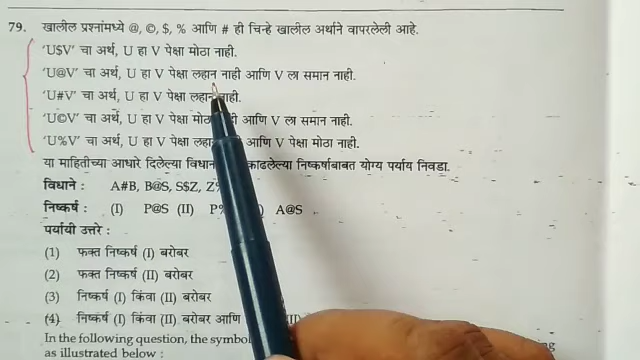 79. खालील प्रश्नांमध्ये @, ©, $, % आणि # ही चिन्हे खालील अर्थाने वापरलेली आहे.
‘U$V’ चा अर्थ, U हा V पेक्षा मोठा नाही.
‘U@V’ चा अर्थ, U हा V पेक्षा लहान नाही आणि V ला समान नाही.
‘U#V’ चा अर्थ, U हा V पेक्षा लहान नाही.
‘U©V’ चा अर्थ, U हा V पेक्षा आणि V ला समान नाही.
‘U%V’ चा अर्थ, U हा V पेक्षा आणि V पेक्षा मोठा नाही.
या माहितीच्या आधारे दिलेल्या काढलेल्या निष्कर्षाबाबत योग्य पर्याय निवडा.
विधाने : A#B, B@S, S$Z,
निष्कर्ष : (I) P@S (II) A@S
पर्यायी उत्तरे :
(1) फक्त निष्कर्ष (I) बरोबर
(2) फक्त निष्कर्ष (II) बरोबर
(3) निष्कर्ष (I) किंवा (II) बरोबर
(4) निष्कर्ष (I) किंवा (II) बरोबर आणि
In the following question, the
as illustrated below :